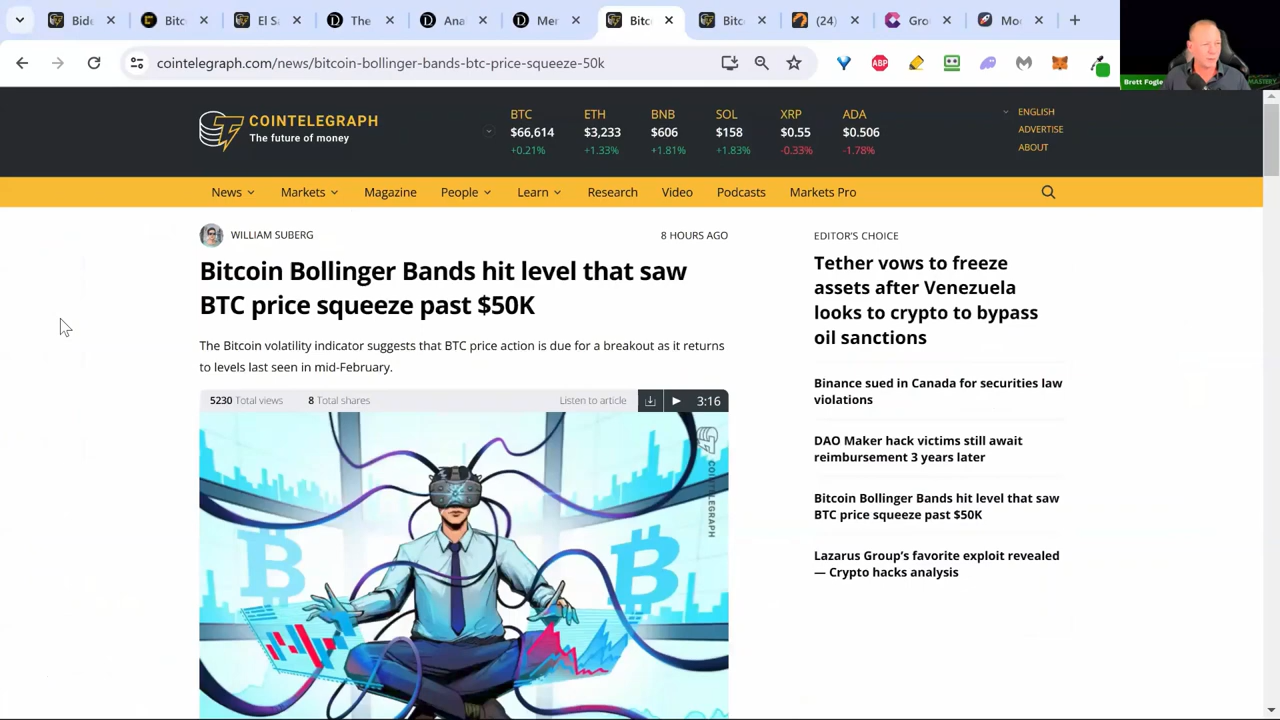 Bid
Bitc
El S
The
Ana
Mer
Bitc
Bitc
(24)
Gro
Mo
cointelegraph.com/news/bitcoin-bollinger-bands-btc-price-squeeze-50k
ABP
Brett Fogle
MASTERY
COINTELEGRAPH
The future of money
BTC ETH BNB SOL XRP ADA
$66,614 $3,233 $606 $158 $0.55 $0.506
+0.21% +1.33% +1.81% +1.83% -0.33% -1.78%
ENGLISH
ADVERTISE
ABOUT
News Markets Magazine People Learn Research Video Podcasts Markets Pro
WILLIAM SUBERG 8 HOURS AGO
Bitcoin Bollinger Bands hit level that saw
BTC price squeeze past $50K
The Bitcoin volatility indicator suggests that BTC price action is due for a breakout as it returns
to levels last seen in mid-February.
5230 Total views 8 Total shares Listen to article 3:16
COINTELEGRAPH
EDITOR'S CHOICE
Tether vows to freeze
assets after Venezuela
looks to crypto to bypass
oil sanctions
Binance sued in Canada for securities law
violations
DAO Maker hack victims still await
reimbursement 3 years later
Bitcoin Bollinger Bands hit level that saw
BTC price squeeze past $50K
Lazarus Group's favorite exploit revealed
— Crypto hacks analysis